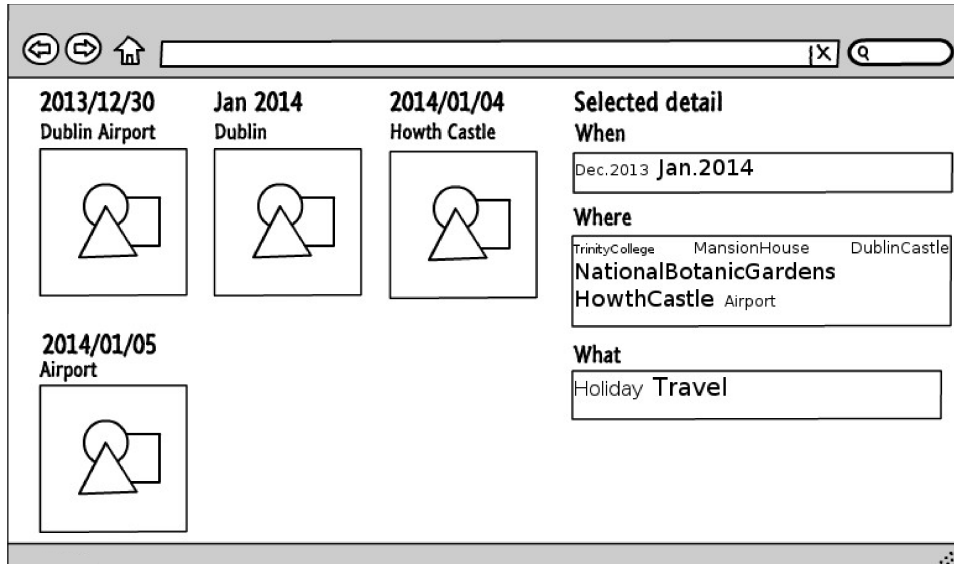 2013/12/30
Dublin Airport
Jan 2014
Dublin
2014/01/04
Howth Castle
2014/01/05
Airport
Selected detail
When
Dec.2013 Jan.2014
Where
TrinityCollege MansionHouse DublinCastle
NationalBotanicGardens
HowthCastle Airport
What
Holiday Travel